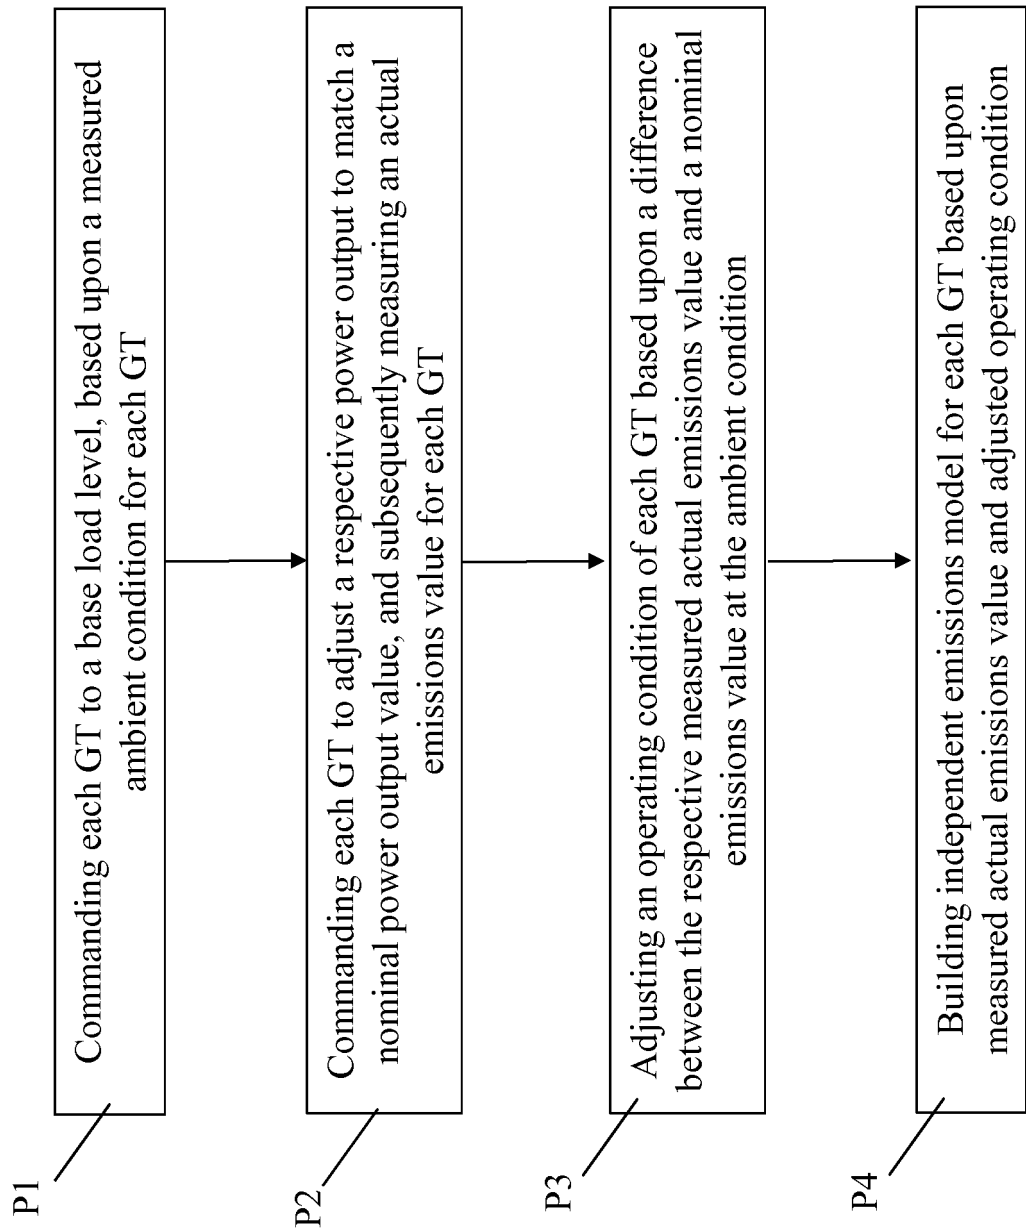 P1
Commanding each GT to a base load level, based upon a measured
ambient condition for each GT
P2
Commanding each GT to adjust a respective power output to match a
nominal power output value, and subsequently measuring an actual
emissions value for each GT
P3
Adjusting an operating condition of each GT based upon a difference
between the respective measured actual emissions value and a nominal
emissions value at the ambient condition
P4
Building independent emissions model for each GT based upon
measured actual emissions value and adjusted operating condition